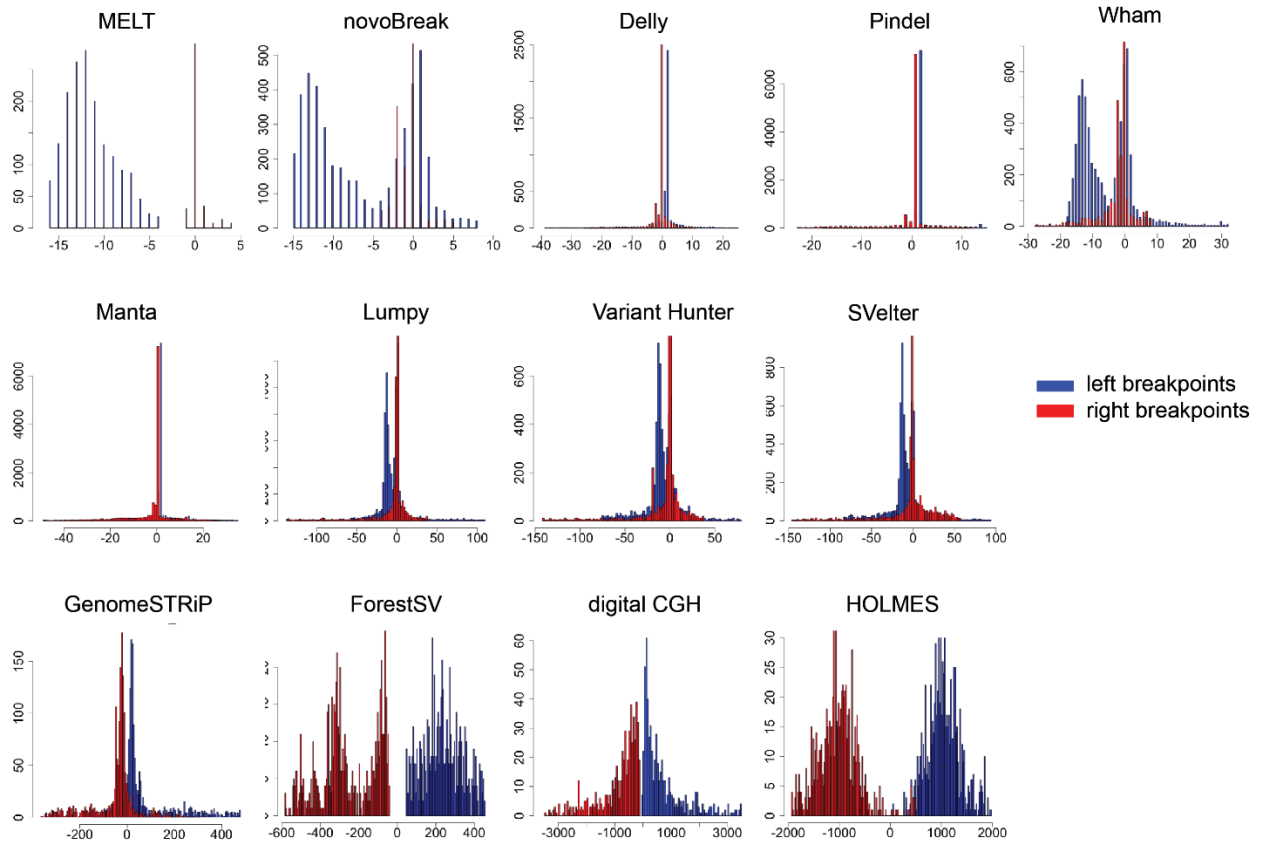 MELT
novoBreak
Delly
Pindel
Wham
0 50 100 200
-15 -10 -5 0
0 100 200 300 400 500
-15 -10 -5 0 5 8
0 500 1500 2500
-40 -30 -20 -10 0 10 20
0 2000 4000 6000
-20 -10 0 10
0 200 400 600
-30 -20 -10 0 10 20 30
Manta
Lumpy
Variant Hunter
SVelter
0 2000 4000 6000
-40 -20 0 20
-100 -50 0 50 100
0 200 400 600
-150 -100 -50 0 50
0 200 400 600 800
-150 -100 -50 0 50 100
left breakpoints
right breakpoints
GenomeSTRiP
ForestSV
digital CGH
HOLMES
0 50 100 150
-200 0 200 400
-600 -400 -200 0 200 400
0 10 20 30 40 50 60
-3000 -1000 0 1000 3000
0 5 10 15 20 25 30
-2000 -1000 0 1000 2000